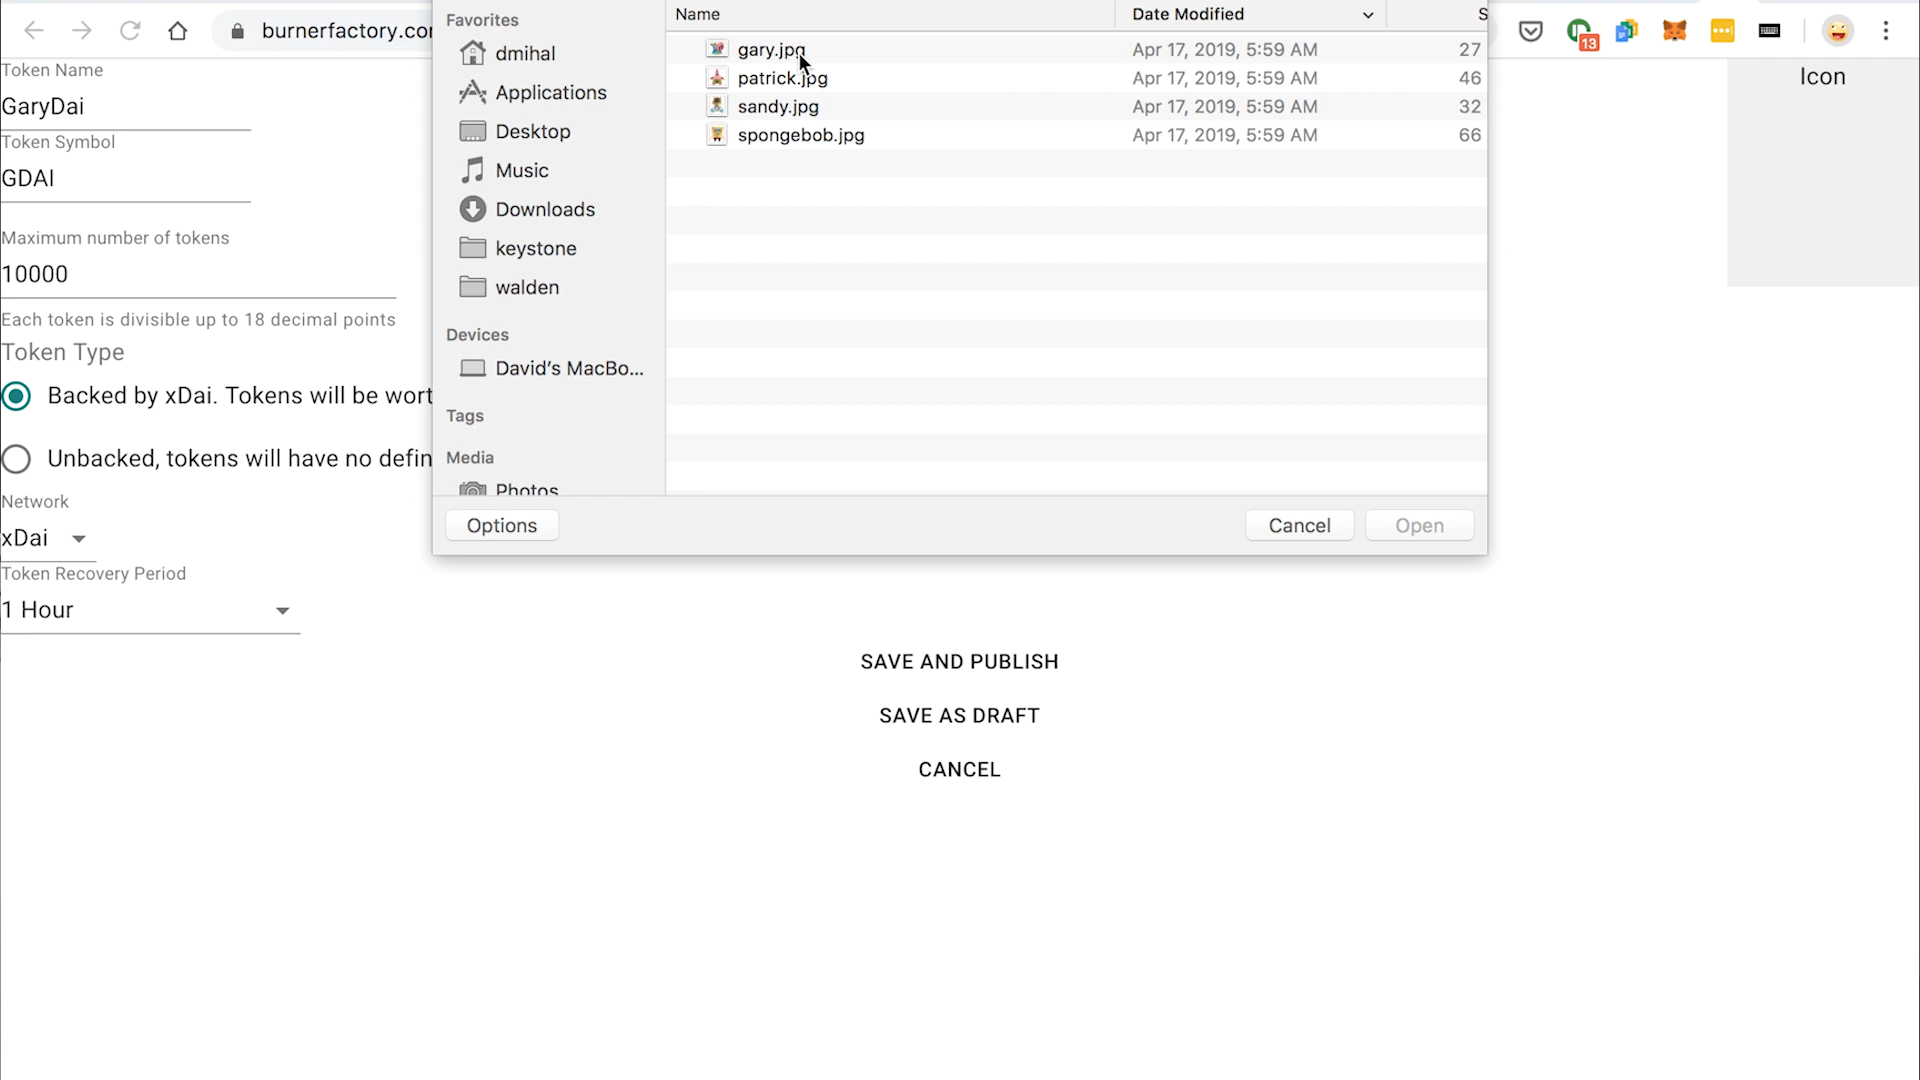 burnerfactory.co
13
Token Name
GaryDai
Token Symbol
GDAI
Maximum number of tokens
10000
Each token is divisible up to 18 decimal points
Token Type
Backed by xDai. Tokens will be wort
Unbacked, tokens will have no defin
Network
xDai
Token Recovery Period
1 Hour
Favorites
dmihal
Applications
Desktop
Music
Downloads
keystone
walden
Devices
David's MacBo...
Tags
Media
Photos
Name Date Modified S
gary.jpg Apr 17, 2019, 5:59 AM 27
patrick.jpg Apr 17, 2019, 5:59 AM 46
sandy.jpg Apr 17, 2019, 5:59 AM 32
spongebob.jpg Apr 17, 2019, 5:59 AM 66
Options
Cancel
Open
Icon
SAVE AND PUBLISH
SAVE AS DRAFT
CANCEL